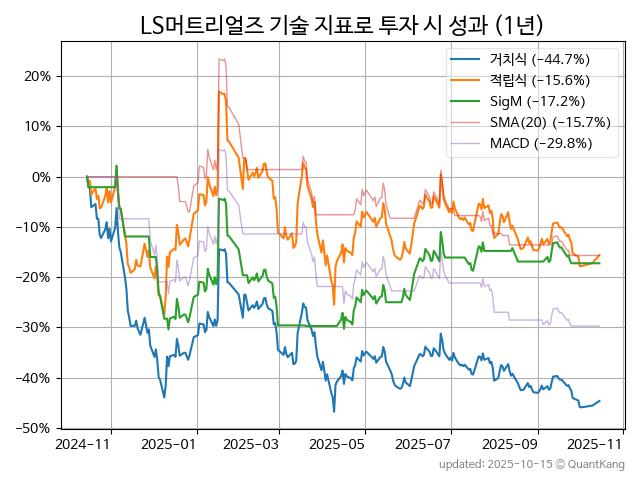 LS머트리얼즈 기술 지표로 투자 시 성과 (1년)
거치식 (−44.7%)
적립식 (−15.6%)
SigM (−17.2%)
SMA(20) (−15.7%)
MACD (−29.8%)
20%
10%
0%
−10%
−20%
−30%
−40%
−50%
2024-11 2025-01 2025-03 2025-05 2025-07 2025-09 2025-11
updated: 2025-10-15 © QuantKang